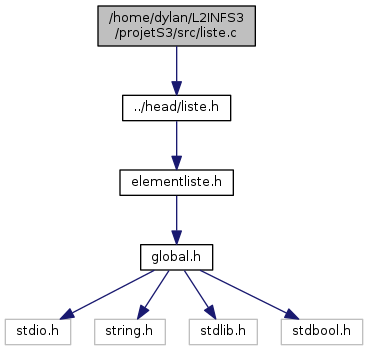 /home/dylan/L2INFS3
/projetS3/src/liste.c
../head/liste.h
elementliste.h
global.h
stdio.h
string.h
stdlib.h
stdbool.h